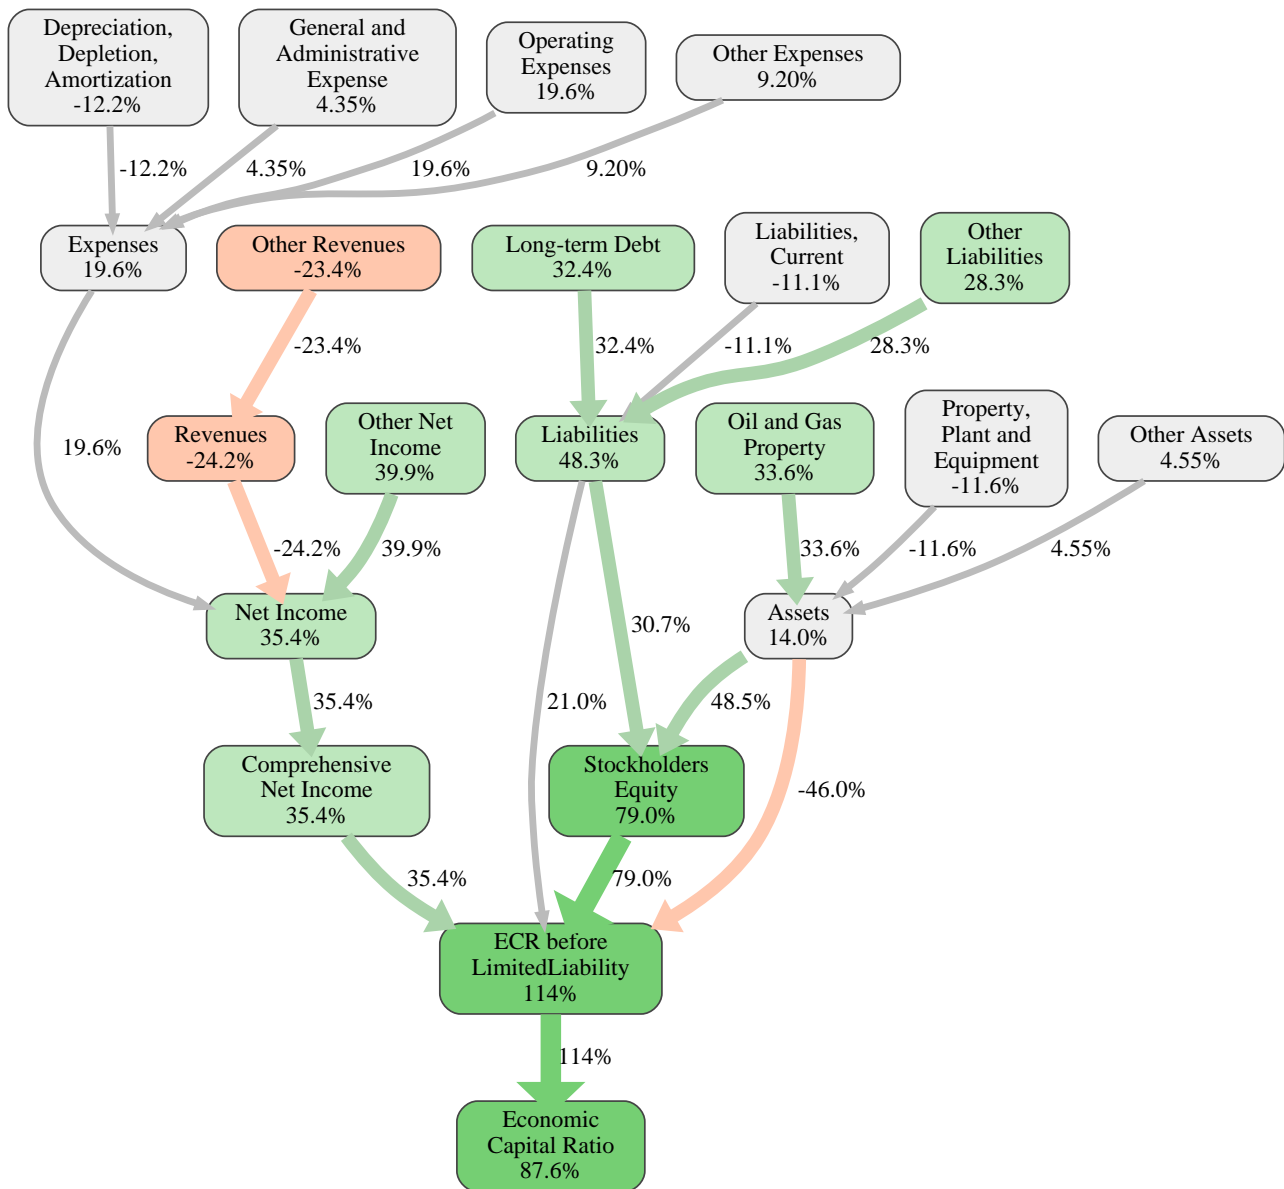 Depreciation,
Depletion,
Amortization
-12.2%
General and
Administrative
Expense
4.35%
Operating
Expenses
19.6%
Other Expenses
9.20%
-12.2%
4.35%
19.6%
9.20%
Expenses
19.6%
Other Revenues
-23.4%
Long-term Debt
32.4%
Liabilities,
Current
-11.1%
Other
Liabilities
28.3%
-23.4%
32.4%
-11.1%
28.3%
19.6%
Revenues
-24.2%
Other Net
Income
39.9%
Liabilities
48.3%
Oil and Gas
Property
33.6%
Property,
Plant and
Equipment
-11.6%
Other Assets
4.55%
-24.2%
39.9%
33.6%
-11.6%
4.55%
Net Income
35.4%
30.7%
Assets
14.0%
35.4%
21.0%
48.5%
Comprehensive
Net Income
35.4%
Stockholders
Equity
79.0%
-46.0%
35.4%
79.0%
ECR before
LimitedLiability
114%
114%
Economic
Capital Ratio
87.6%